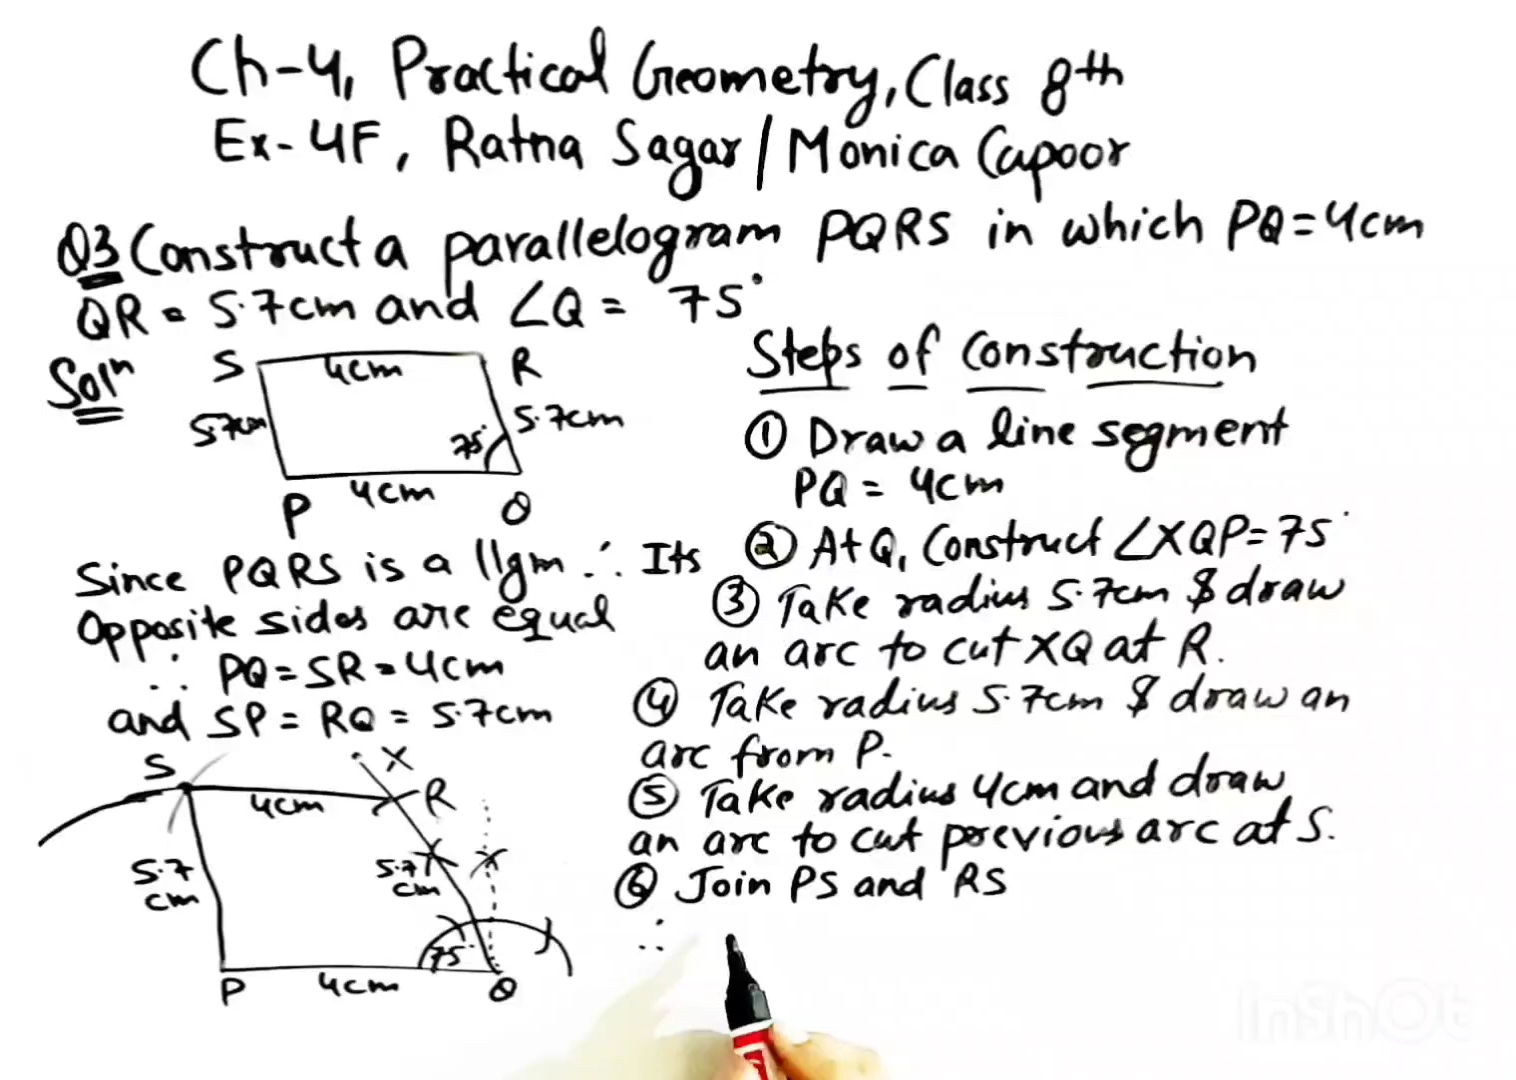 Ch-4, Practical Geometry, Class 8th
Ex-4F, Ratna Sagar/Monica Capoor
Q3 Construct a parallelogram PQRS in which PQ=4cm
QR = 5.7cm and ∠Q = 75°
Solⁿ
S 4cm R
5.7cm 75° 5.7cm
P 4cm Q
Since PQRS is a ||gm ∴ Its
Opposite sides are equal
∴ PQ=SR=4cm
and SP = RQ = 5.7cm
S X
4cm R
5.7 cm
5.7 cm
75°
P 4cm Q
Steps of Construction
① Draw a line segment
PQ = 4cm
② At Q, Construct ∠XQP=75°
③ Take radius 5.7cm & draw
an arc to cut XQ at R.
④ Take radius 5.7cm & draw an
arc from P.
⑤ Take radius 4cm and draw
an arc to cut previous arc at S.
⑥ Join PS and RS
∴
InShOt